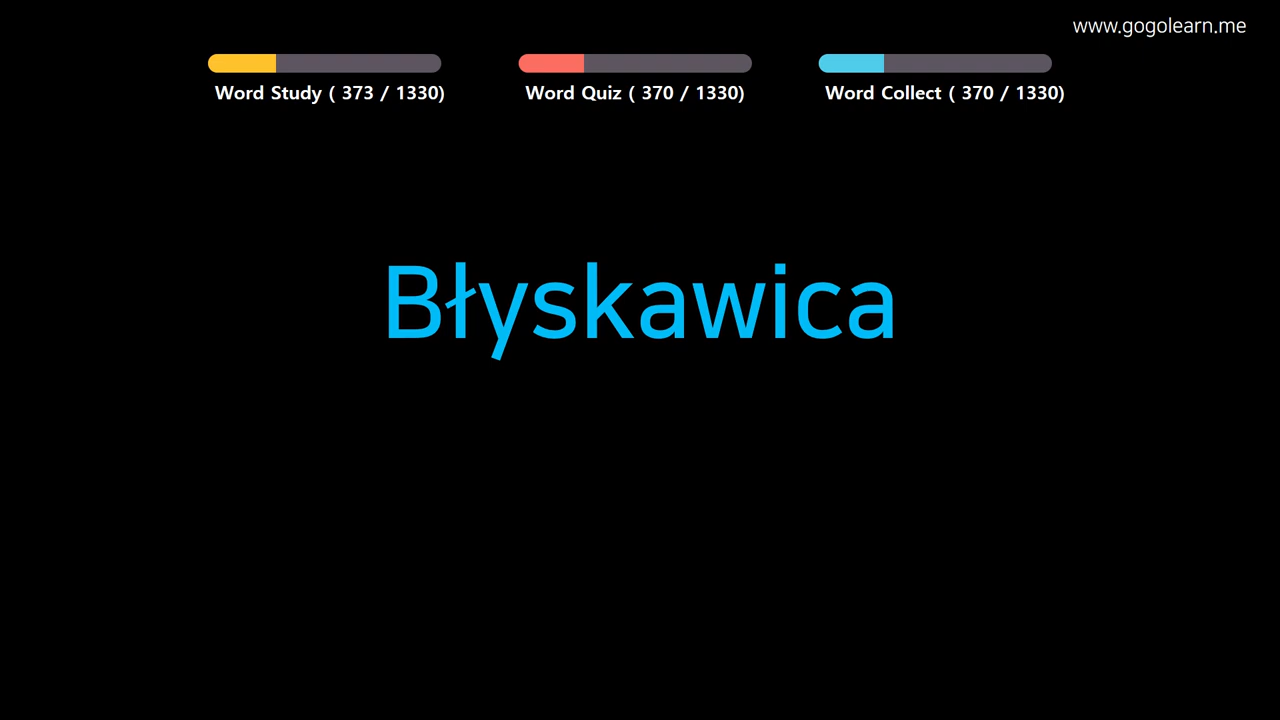 www.gogolearn.me
Word Study ( 373 / 1330)
Word Quiz ( 370 / 1330)
Word Collect ( 370 / 1330)
Błyskawica